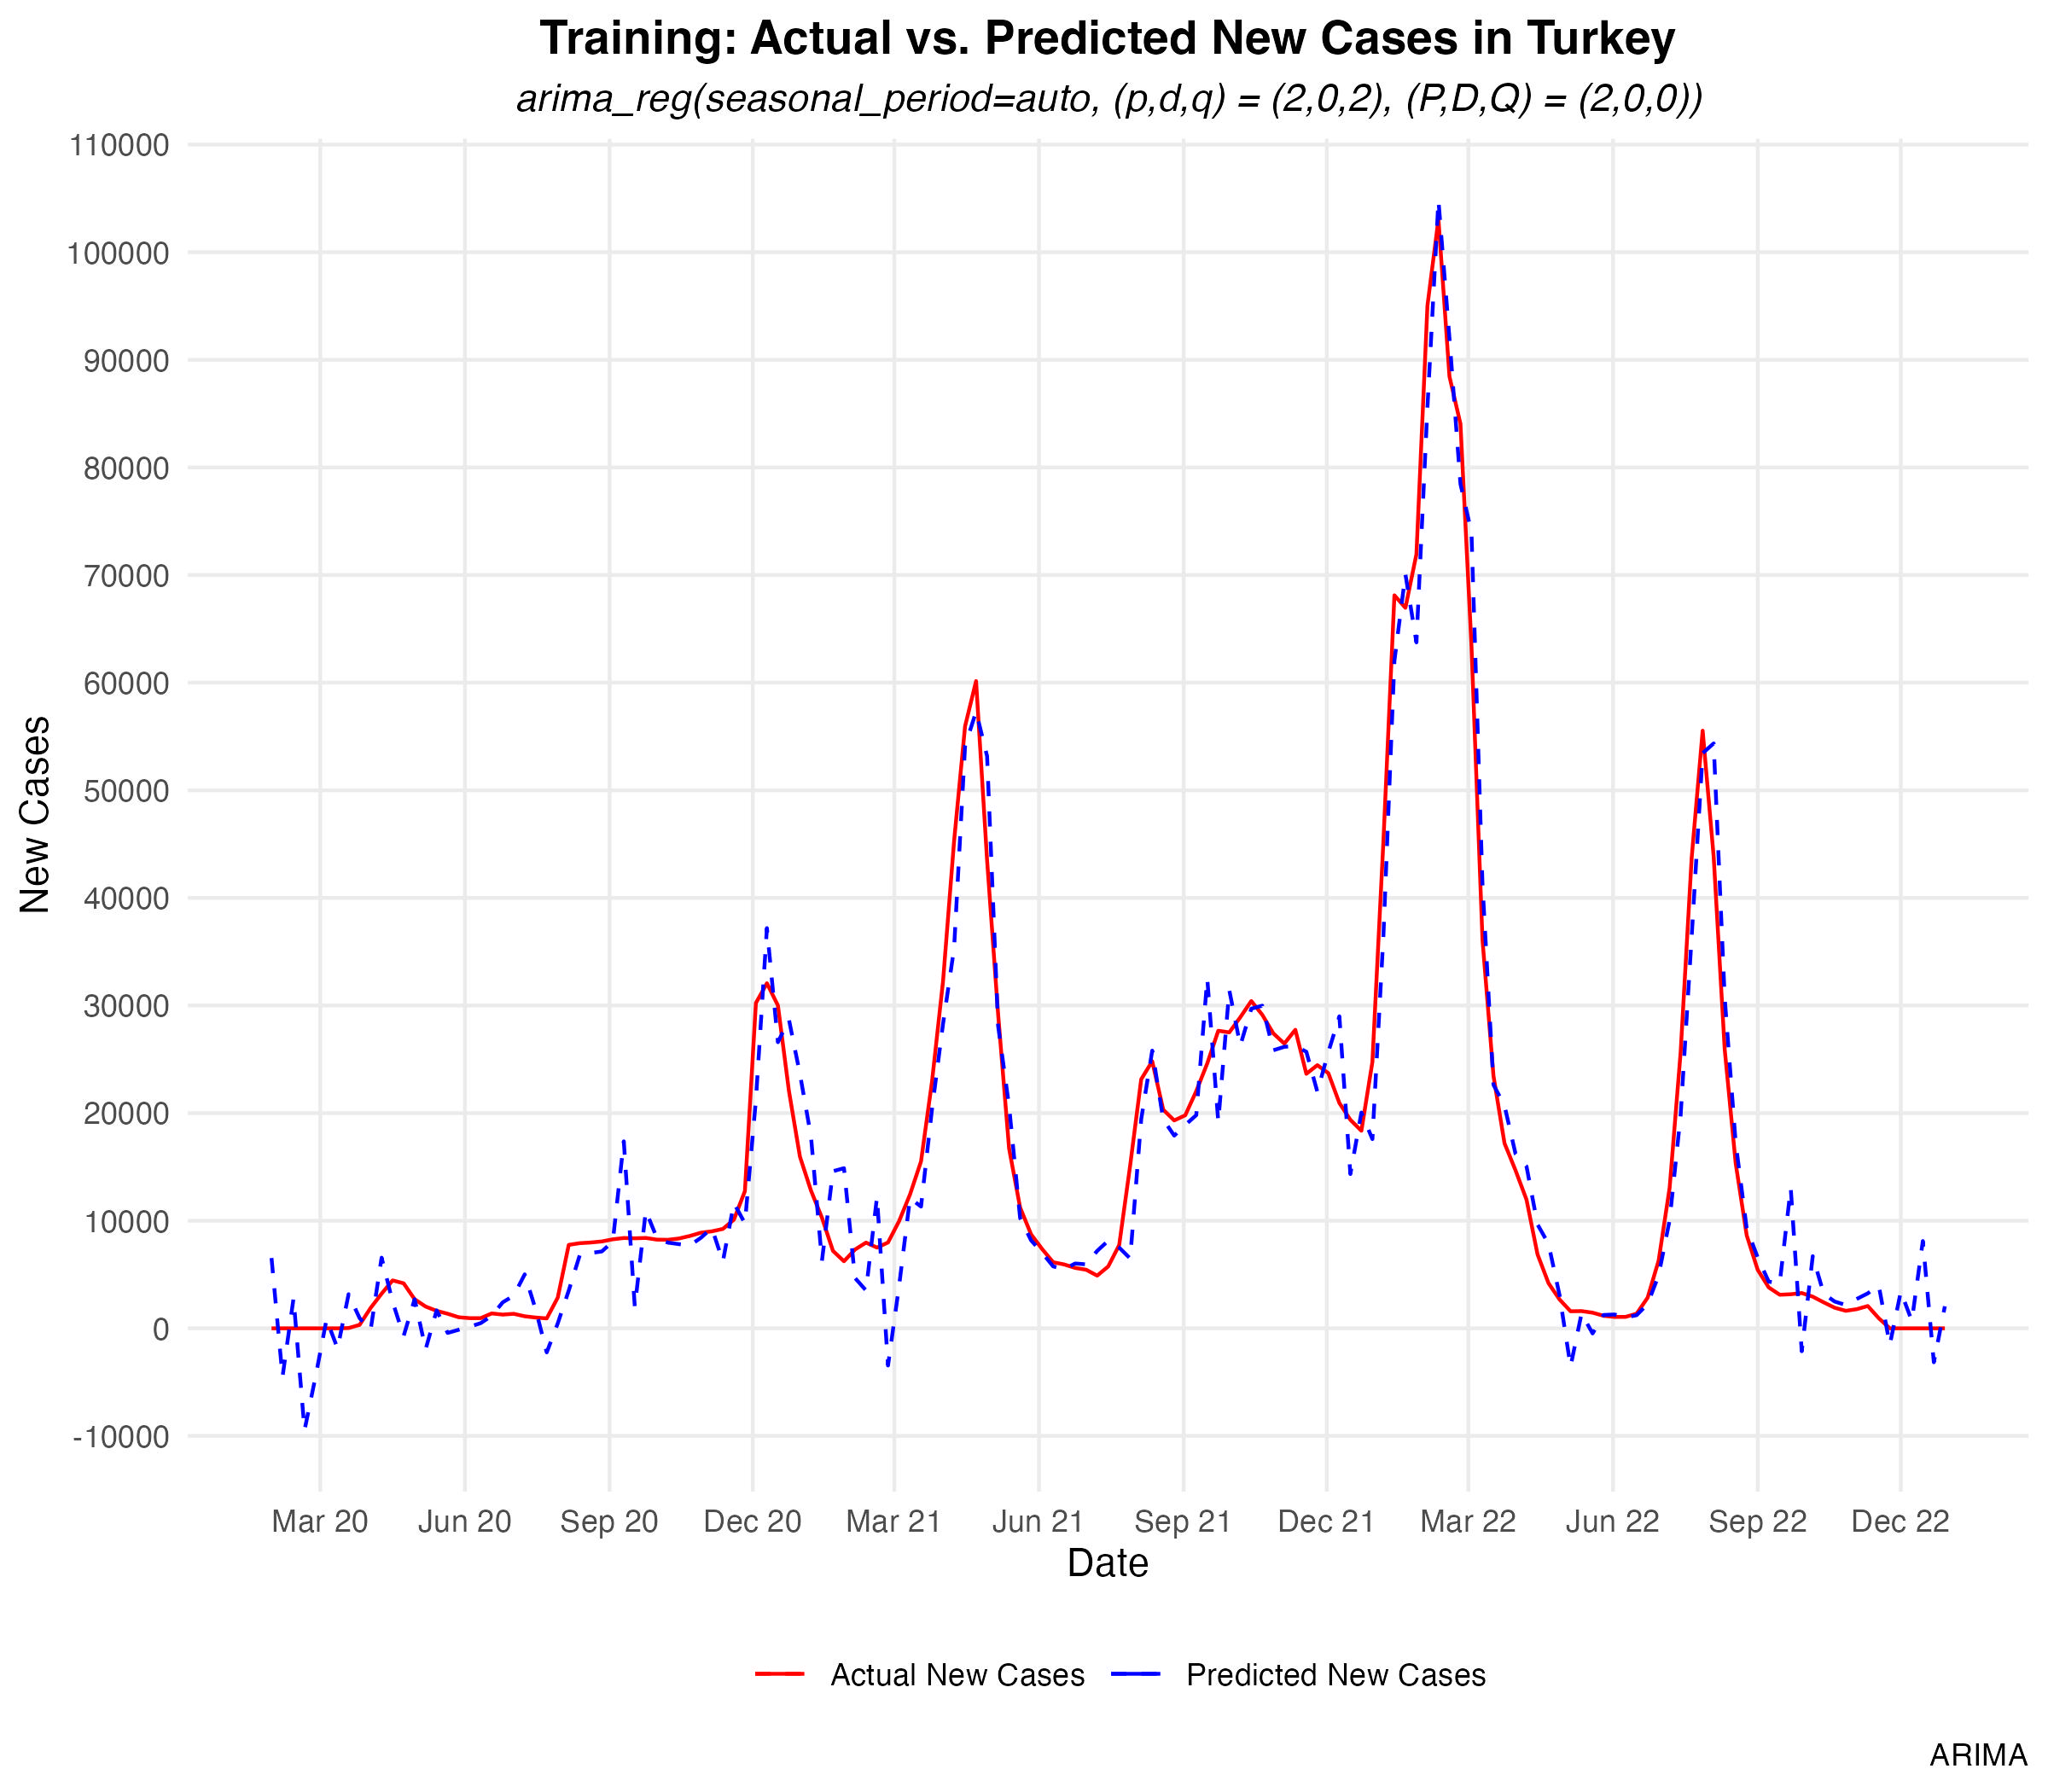 Training: Actual vs. Predicted New Cases in Turkey
arima_reg(seasonal_period=auto, (p,d,q) = (2,0,2), (P,D,Q) = (2,0,0))
110000
100000
90000
80000
70000
60000
50000
40000
30000
20000
10000
0
-10000
New Cases
Mar 20 Jun 20 Sep 20 Dec 20 Mar 21 Jun 21 Sep 21 Dec 21 Mar 22 Jun 22 Sep 22 Dec 22
Date
Actual New Cases Predicted New Cases
ARIMA